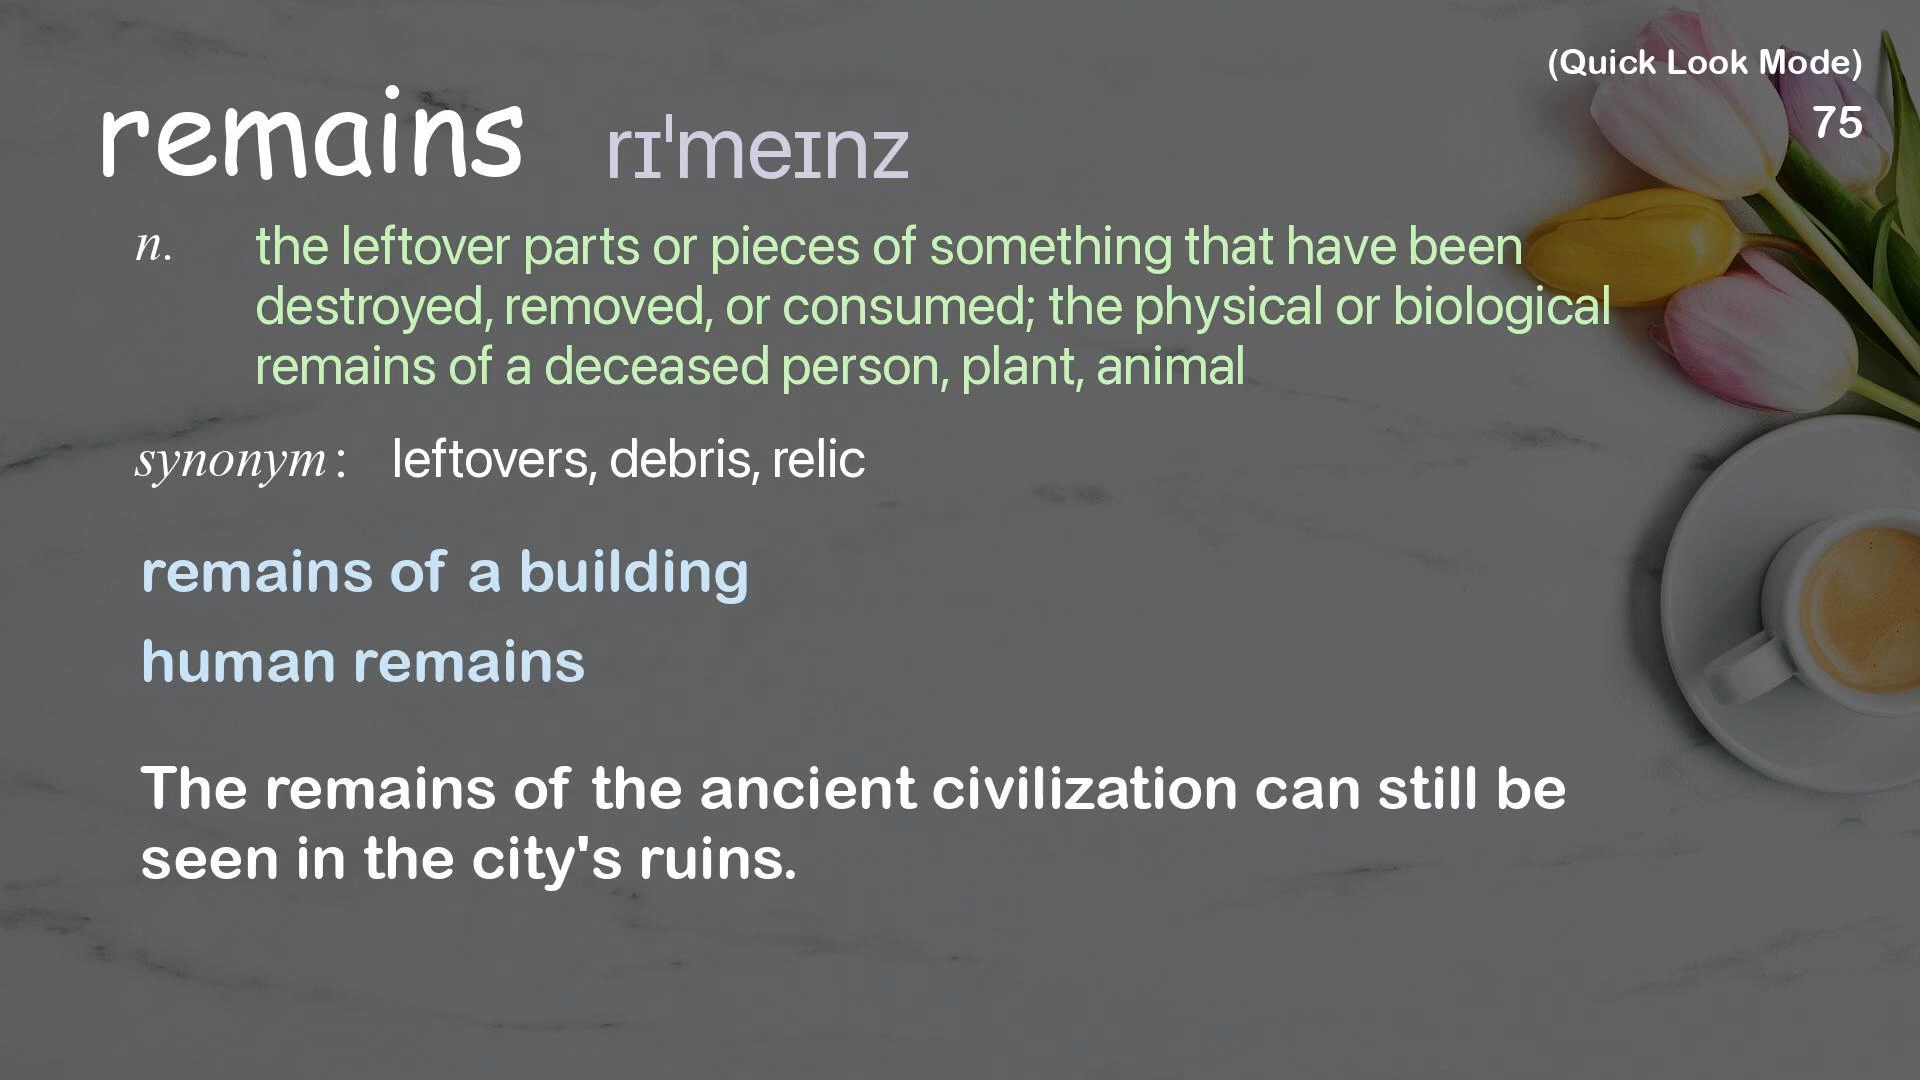 (Quick Look Mode)
75
remains rɪˈmeɪnz
n. the leftover parts or pieces of something that have been
destroyed, removed, or consumed; the physical or biological
remains of a deceased person, plant, animal
synonym: leftovers, debris, relic
remains of a building
human remains
The remains of the ancient civilization can still be
seen in the city's ruins.